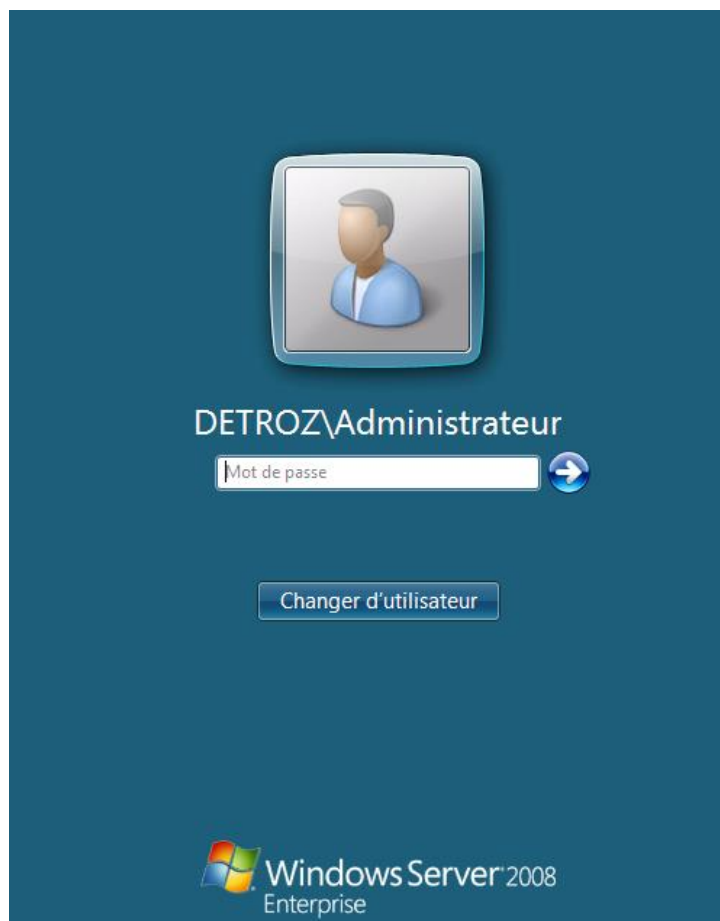 DETROZ\Administrateur
Mot de passe
Changer d'utilisateur
Windows Server 2008
Enterprise